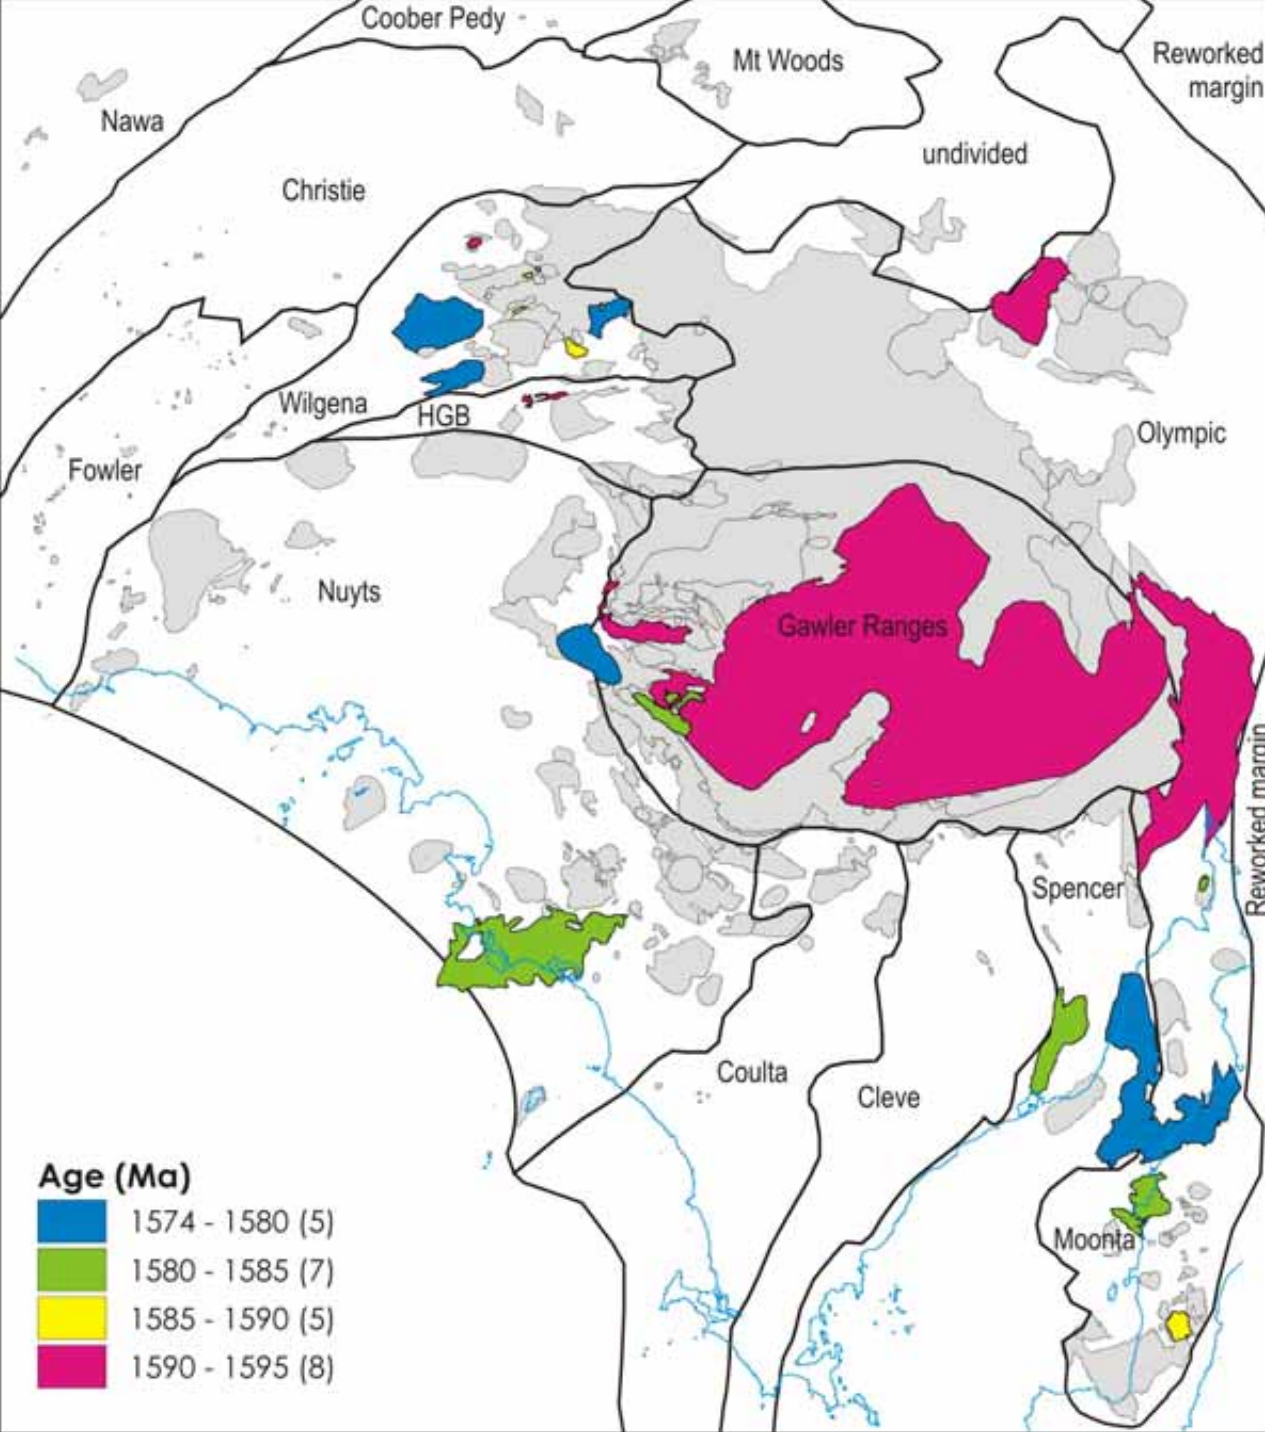 Coober Pedy
Mt Woods
Reworked
margin
Nawa
undivided
Christie
Wilgena
HGB
Olympic
Fowler
Nuyts
Gawler Ranges
Reworked margin
Spencer
Coulta
Cleve
Moonta
Age (Ma)
1574 - 1580 (5)
1580 - 1585 (7)
1585 - 1590 (5)
1590 - 1595 (8)